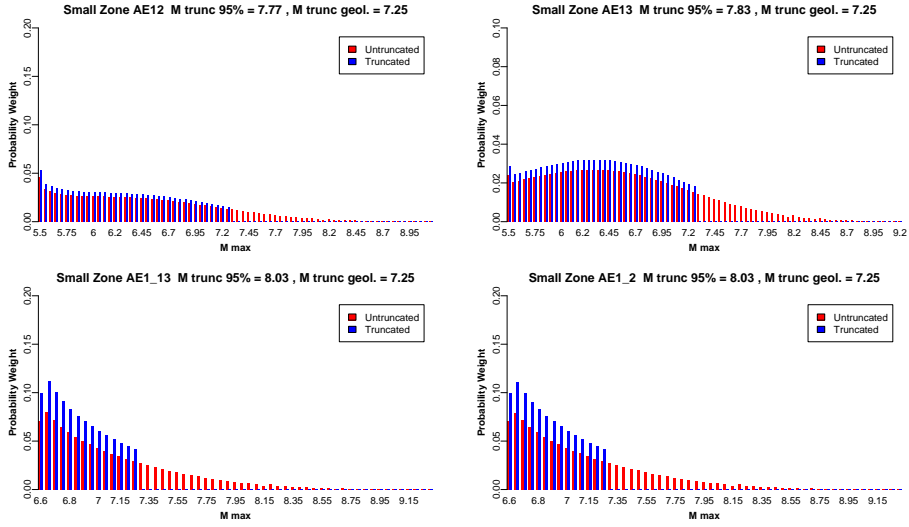 Small Zone AE12 M trunc 95% = 7.77 , M trunc geol. = 7.25
Probability Weight
0.00 0.05 0.10 0.15 0.20
Untruncated
Truncated
5.5 5.75 6 6.2 6.45 6.7 6.95 7.2 7.45 7.7 7.95 8.2 8.45 8.7 8.95
M max
Small Zone AE13 M trunc 95% = 7.83 , M trunc geol. = 7.25
Probability Weight
0.00 0.02 0.04 0.06 0.08 0.10
Untruncated
Truncated
5.5 5.75 6 6.2 6.45 6.7 6.95 7.2 7.45 7.7 7.95 8.2 8.45 8.7 8.95 9.2
M max
Small Zone AE1_13 M trunc 95% = 8.03 , M trunc geol. = 7.25
Probability Weight
0.00 0.05 0.10 0.15 0.20
Untruncated
Truncated
6.6 6.8 7 7.15 7.35 7.55 7.75 7.95 8.15 8.35 8.55 8.75 8.95 9.15
M max
Small Zone AE1_2 M trunc 95% = 8.03 , M trunc geol. = 7.25
Probability Weight
0.00 0.05 0.10 0.15 0.20
Untruncated
Truncated
6.6 6.8 7 7.15 7.35 7.55 7.75 7.95 8.15 8.35 8.55 8.75 8.95 9.15
M max